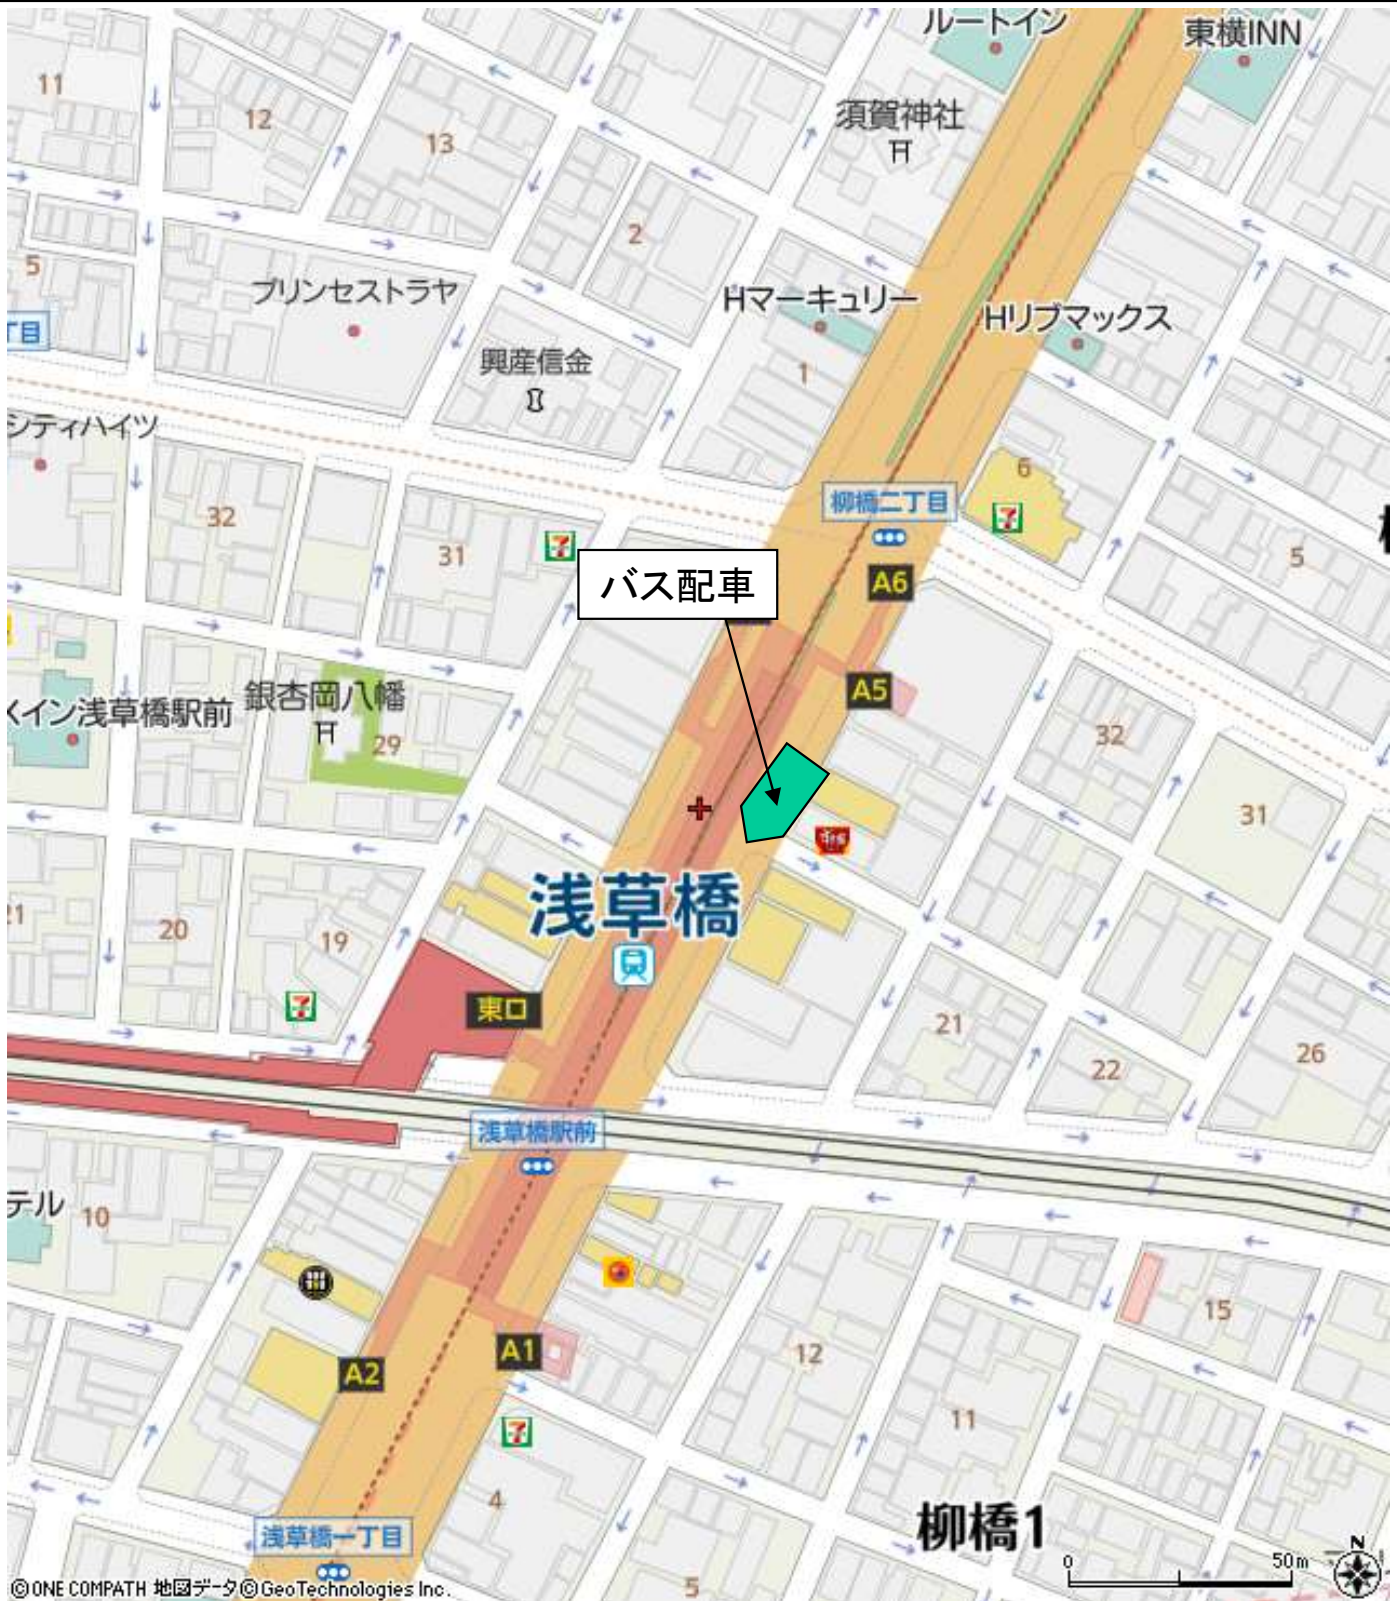 ルートイン
東横INN
11
12
須賀神社
13
2
5
プリンセストラヤ
Hマーキュリー
Hリブマックス
丁目
興産信金
1
シティハイツ
6
32
柳橋二丁目
31
5
バス配車
A6
A5
銀杏岡八幡
メイン浅草橋駅前
29
32
31
浅草橋
21
20
19
東口
21
22
26
浅草橋駅前
テル
10
15
A1
12
A2
11
4
柳橋1
浅草橋一丁目
0
50m
N
5
©ONE COMPATH 地図データ©GeoTechnologies Inc.